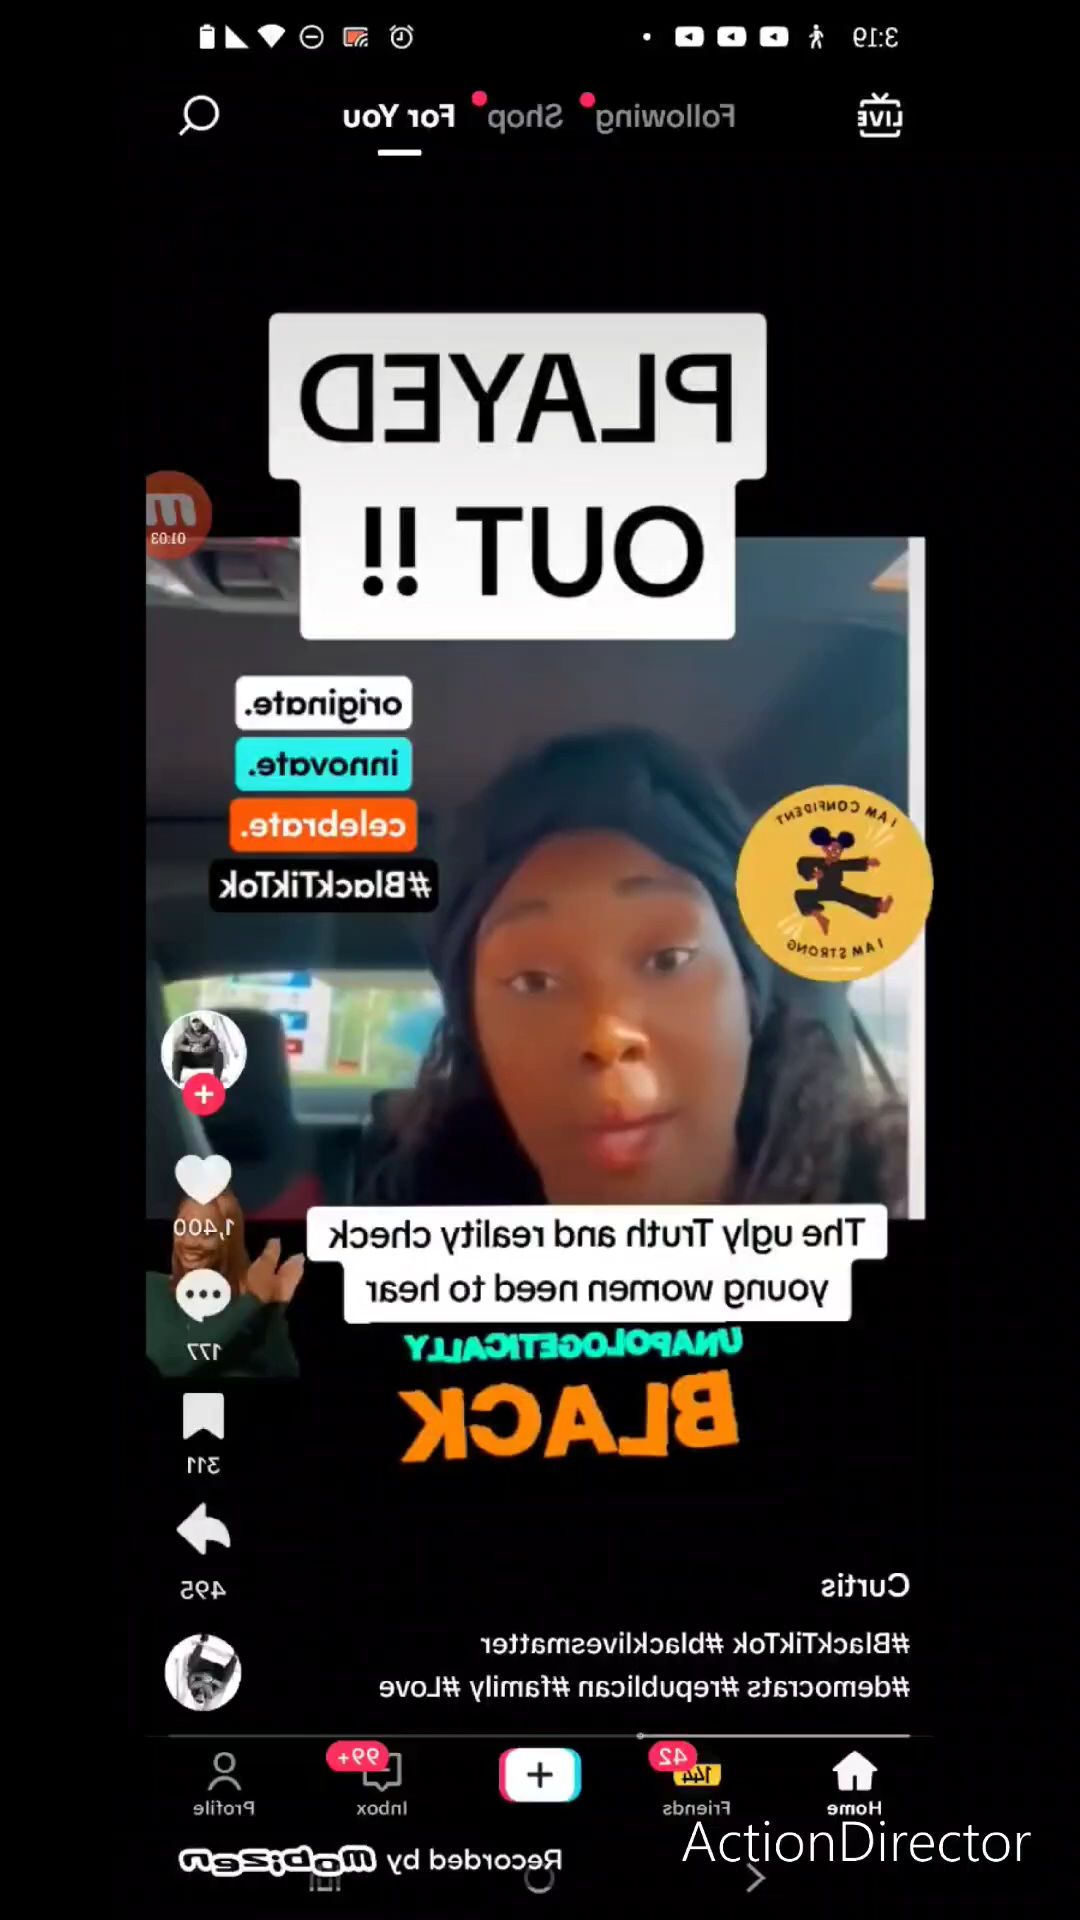 3:19
LIVE
Following
Shop
For You
PLAYED
OUT !!
m
01:03
originate.
innovate.
celebrate.
#BlackTikTok
I AM CONFIDENT
I AM STRONG
1,400
The ugly Truth and reality check
young women need to hear
177
UNAPOLOGETICALLY
BLACK
311
495
Curtis
#BlackTikTok #blacklivesmatter
#democrats #republican #family #Love
42
144
99+
Home
Friends
Inbox
Profile
ActionDirector
Recorded by mobizen